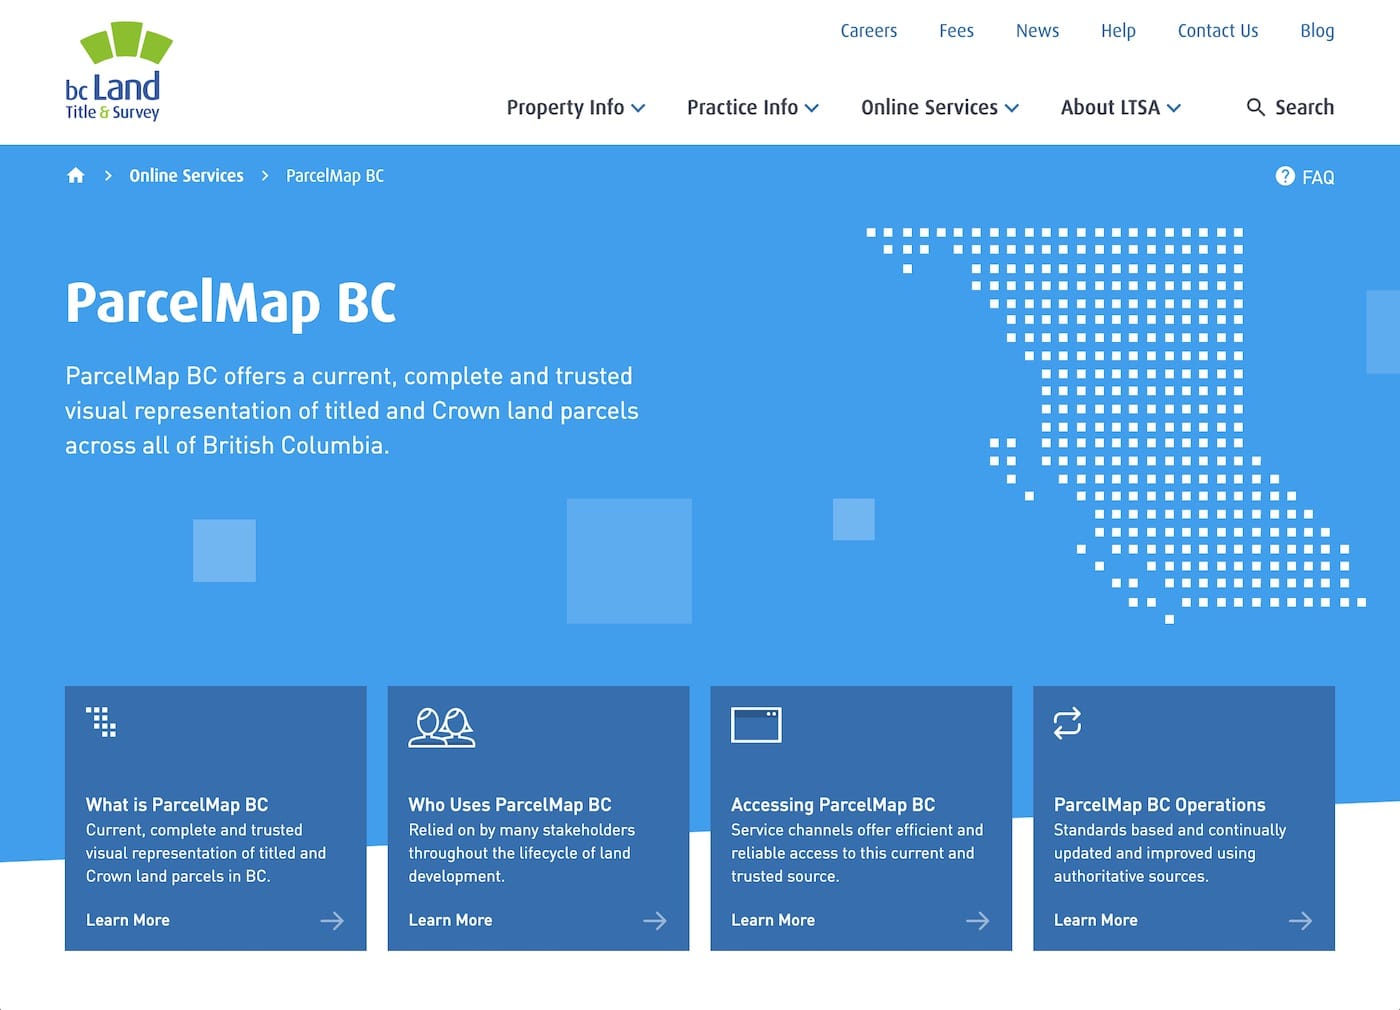 bc Land
Title & Survey
Careers Fees News Help Contact Us Blog
Property Info Practice Info Online Services About LTSA Search
Online Services ParcelMap BC
FAQ
ParcelMap BC
ParcelMap BC offers a current, complete and trusted
visual representation of titled and Crown land parcels
across all of British Columbia.
What is ParcelMap BC
Current, complete and trusted
visual representation of titled and
Crown land parcels in BC.
Learn More
Who Uses ParcelMap BC
Relied on by many stakeholders
throughout the lifecycle of land
development.
Learn More
Accessing ParcelMap BC
Service channels offer efficient and
reliable access to this current and
trusted source.
Learn More
ParcelMap BC Operations
Standards based and continually
updated and improved using
authoritative sources.
Learn More